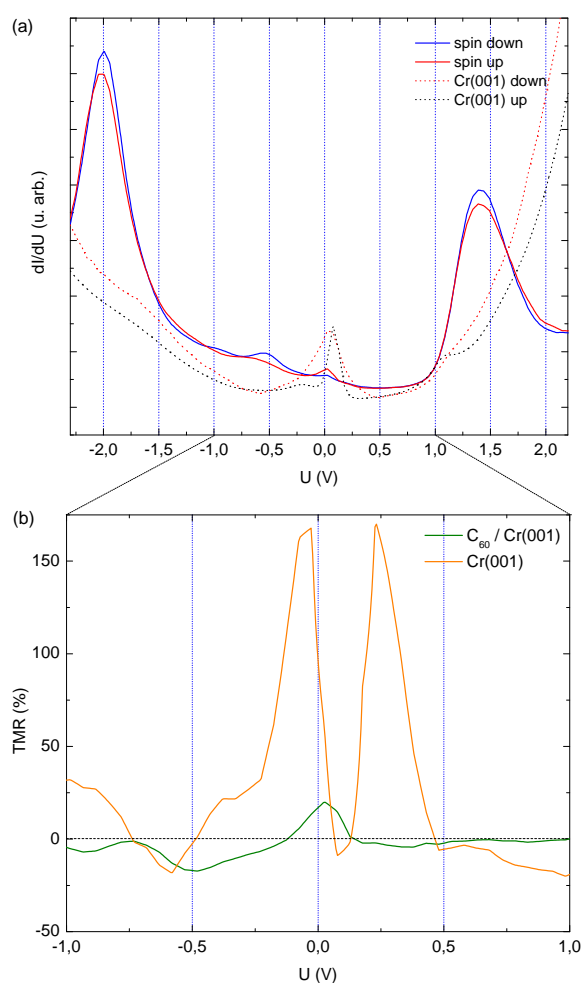 (a)
spin down
spin up
Cr(001) down
Cr(001) up
dI/dU (u. arb.)
-2,0 -1,5 -1,0 -0,5 0,0 0,5 1,0 1,5 2,0
U (V)
(b)
C₆₀ / Cr(001)
Cr(001)
150
100
50
0
-50
TMR (%)
-1,0 -0,5 0,0 0,5 1,0
U (V)